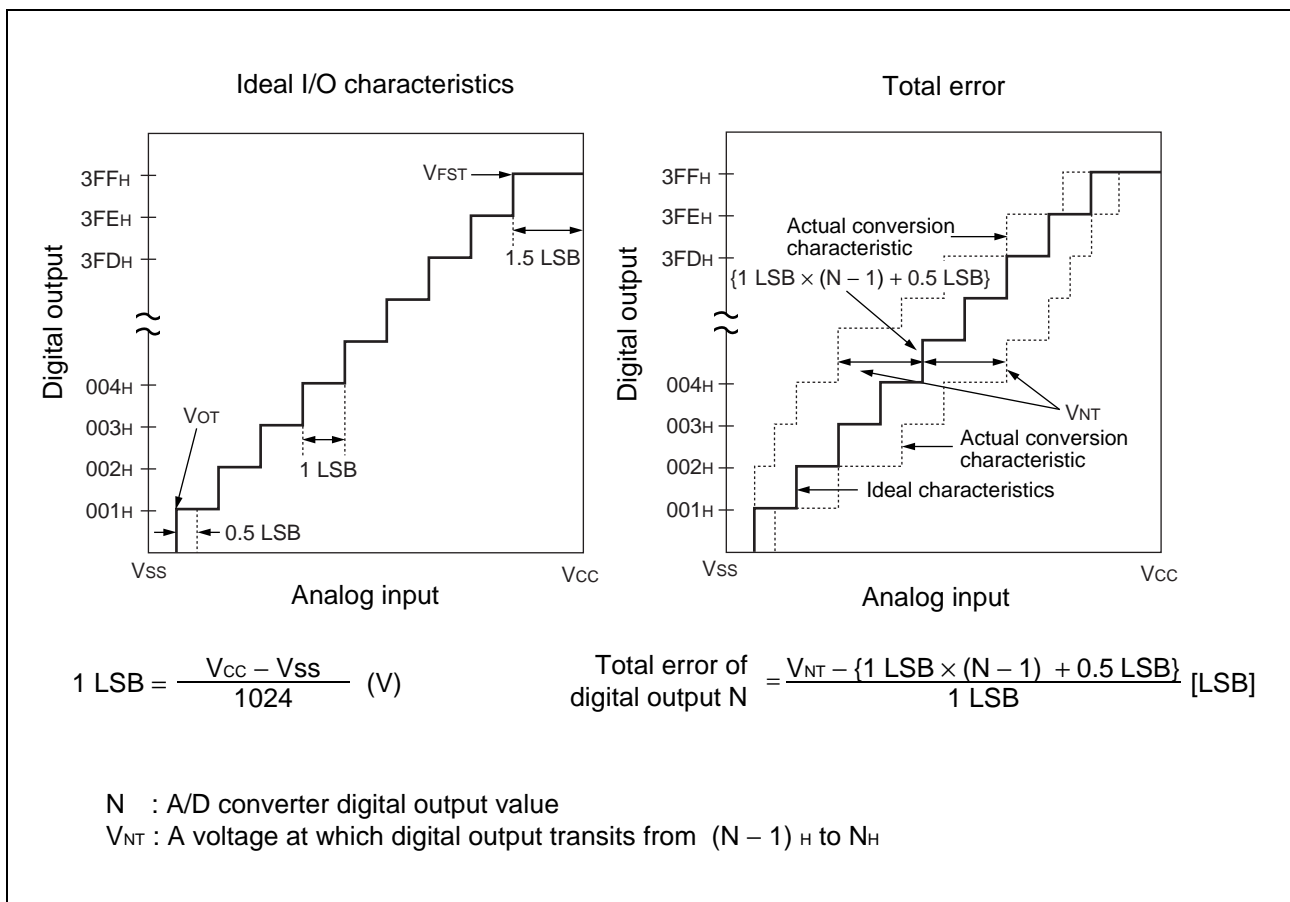 Ideal I/O characteristics
3FFH
3FEH
3FDH
004H
003H
002H
001H
Digital output
VFST
1.5 LSB
VOT
1 LSB
0.5 LSB
VSS
VCC
Analog input
Total error
3FFH
3FEH
3FDH
004H
003H
002H
001H
Digital output
Actual conversion
characteristic
{1 LSB × (N − 1) + 0.5 LSB}
VNT
Actual conversion
characteristic
Ideal characteristics
VSS
VCC
Analog input
1 LSB = VCC − VSS / 1024 (V)
Total error of
digital output N = VNT − {1 LSB × (N − 1) + 0.5 LSB} / 1 LSB [LSB]
N : A/D converter digital output value
VNT : A voltage at which digital output transits from (N − 1) H to NH